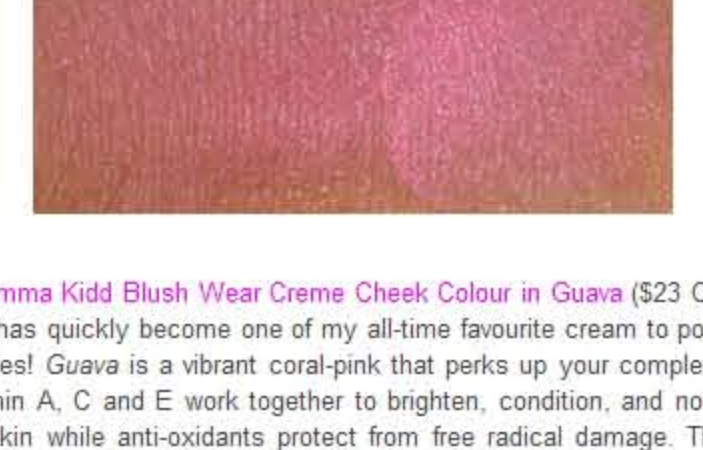 mma Kidd Blush Wear Creme Cheek Colour in Guava ($23 C
has quickly become one of my all-time favourite cream to po
es! Guava is a vibrant coral-pink that perks up your comple
in A, C and E work together to brighten, condition, and no
kin while anti-oxidants protect from free radical damage. Th